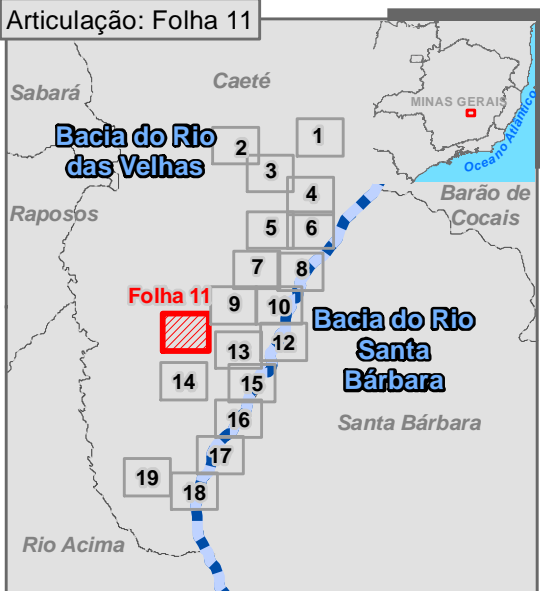 Articulação: Folha 11
Sabará
Caeté
MINAS GERAIS
Oceano Atlântico
Bacia do Rio
das Velhas
1
2
3
4
Barão de
Cocais
Raposos
5
6
7
8
Folha 11
9
10
Bacia do Rio
Santa
Bárbara
12
13
14
15
16
Santa Bárbara
17
19
18
Rio Acima